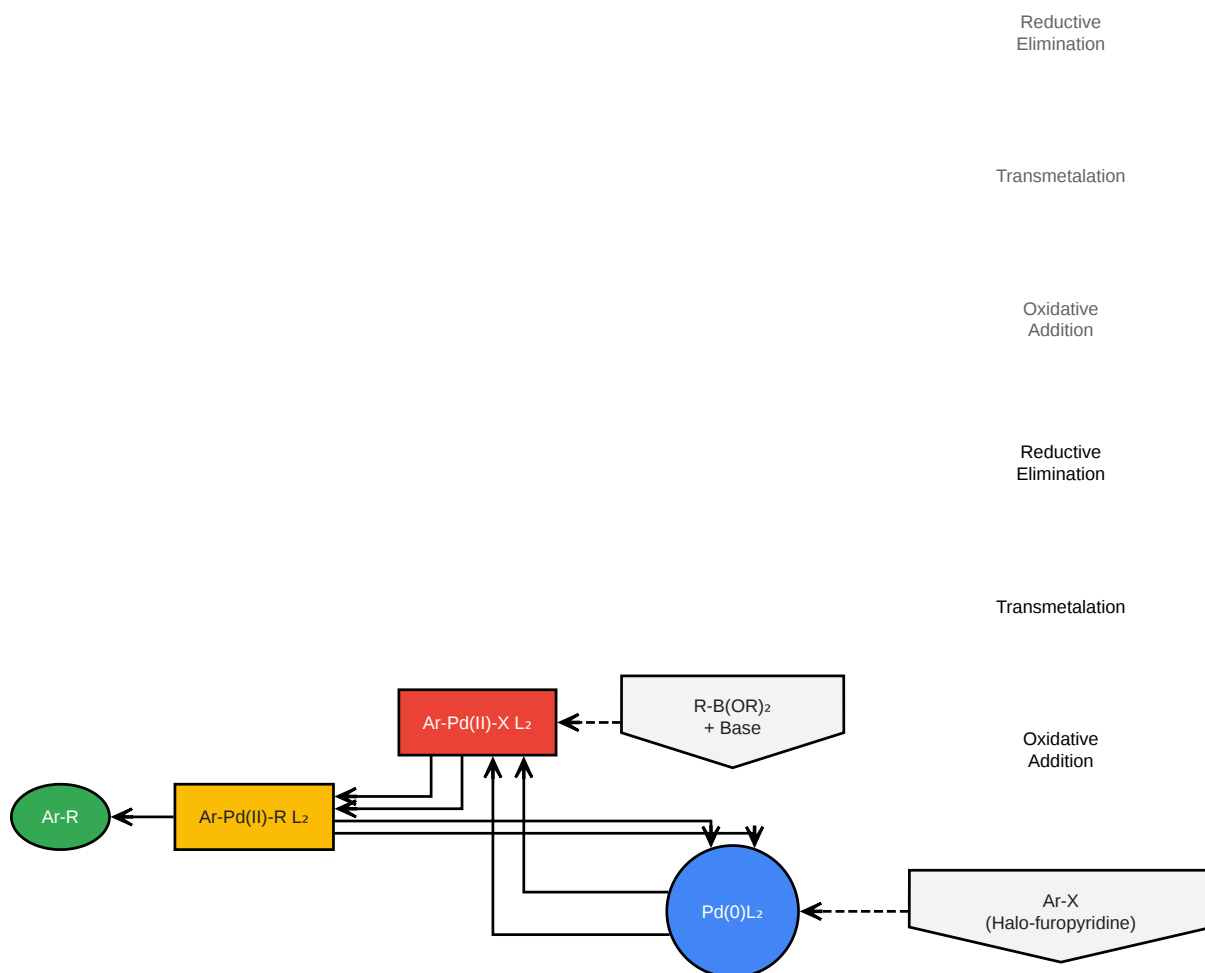 Reductive
Elimination
Transmetalation
Oxidative
Addition
Reductive
Elimination
Transmetalation
R-B(OR)₂
+ Base
Ar-Pd(II)-X L₂
Oxidative
Addition
Ar-R
Ar-Pd(II)-R L₂
Pd(0)L₂
Ar-X
(Halo-furopyridine)